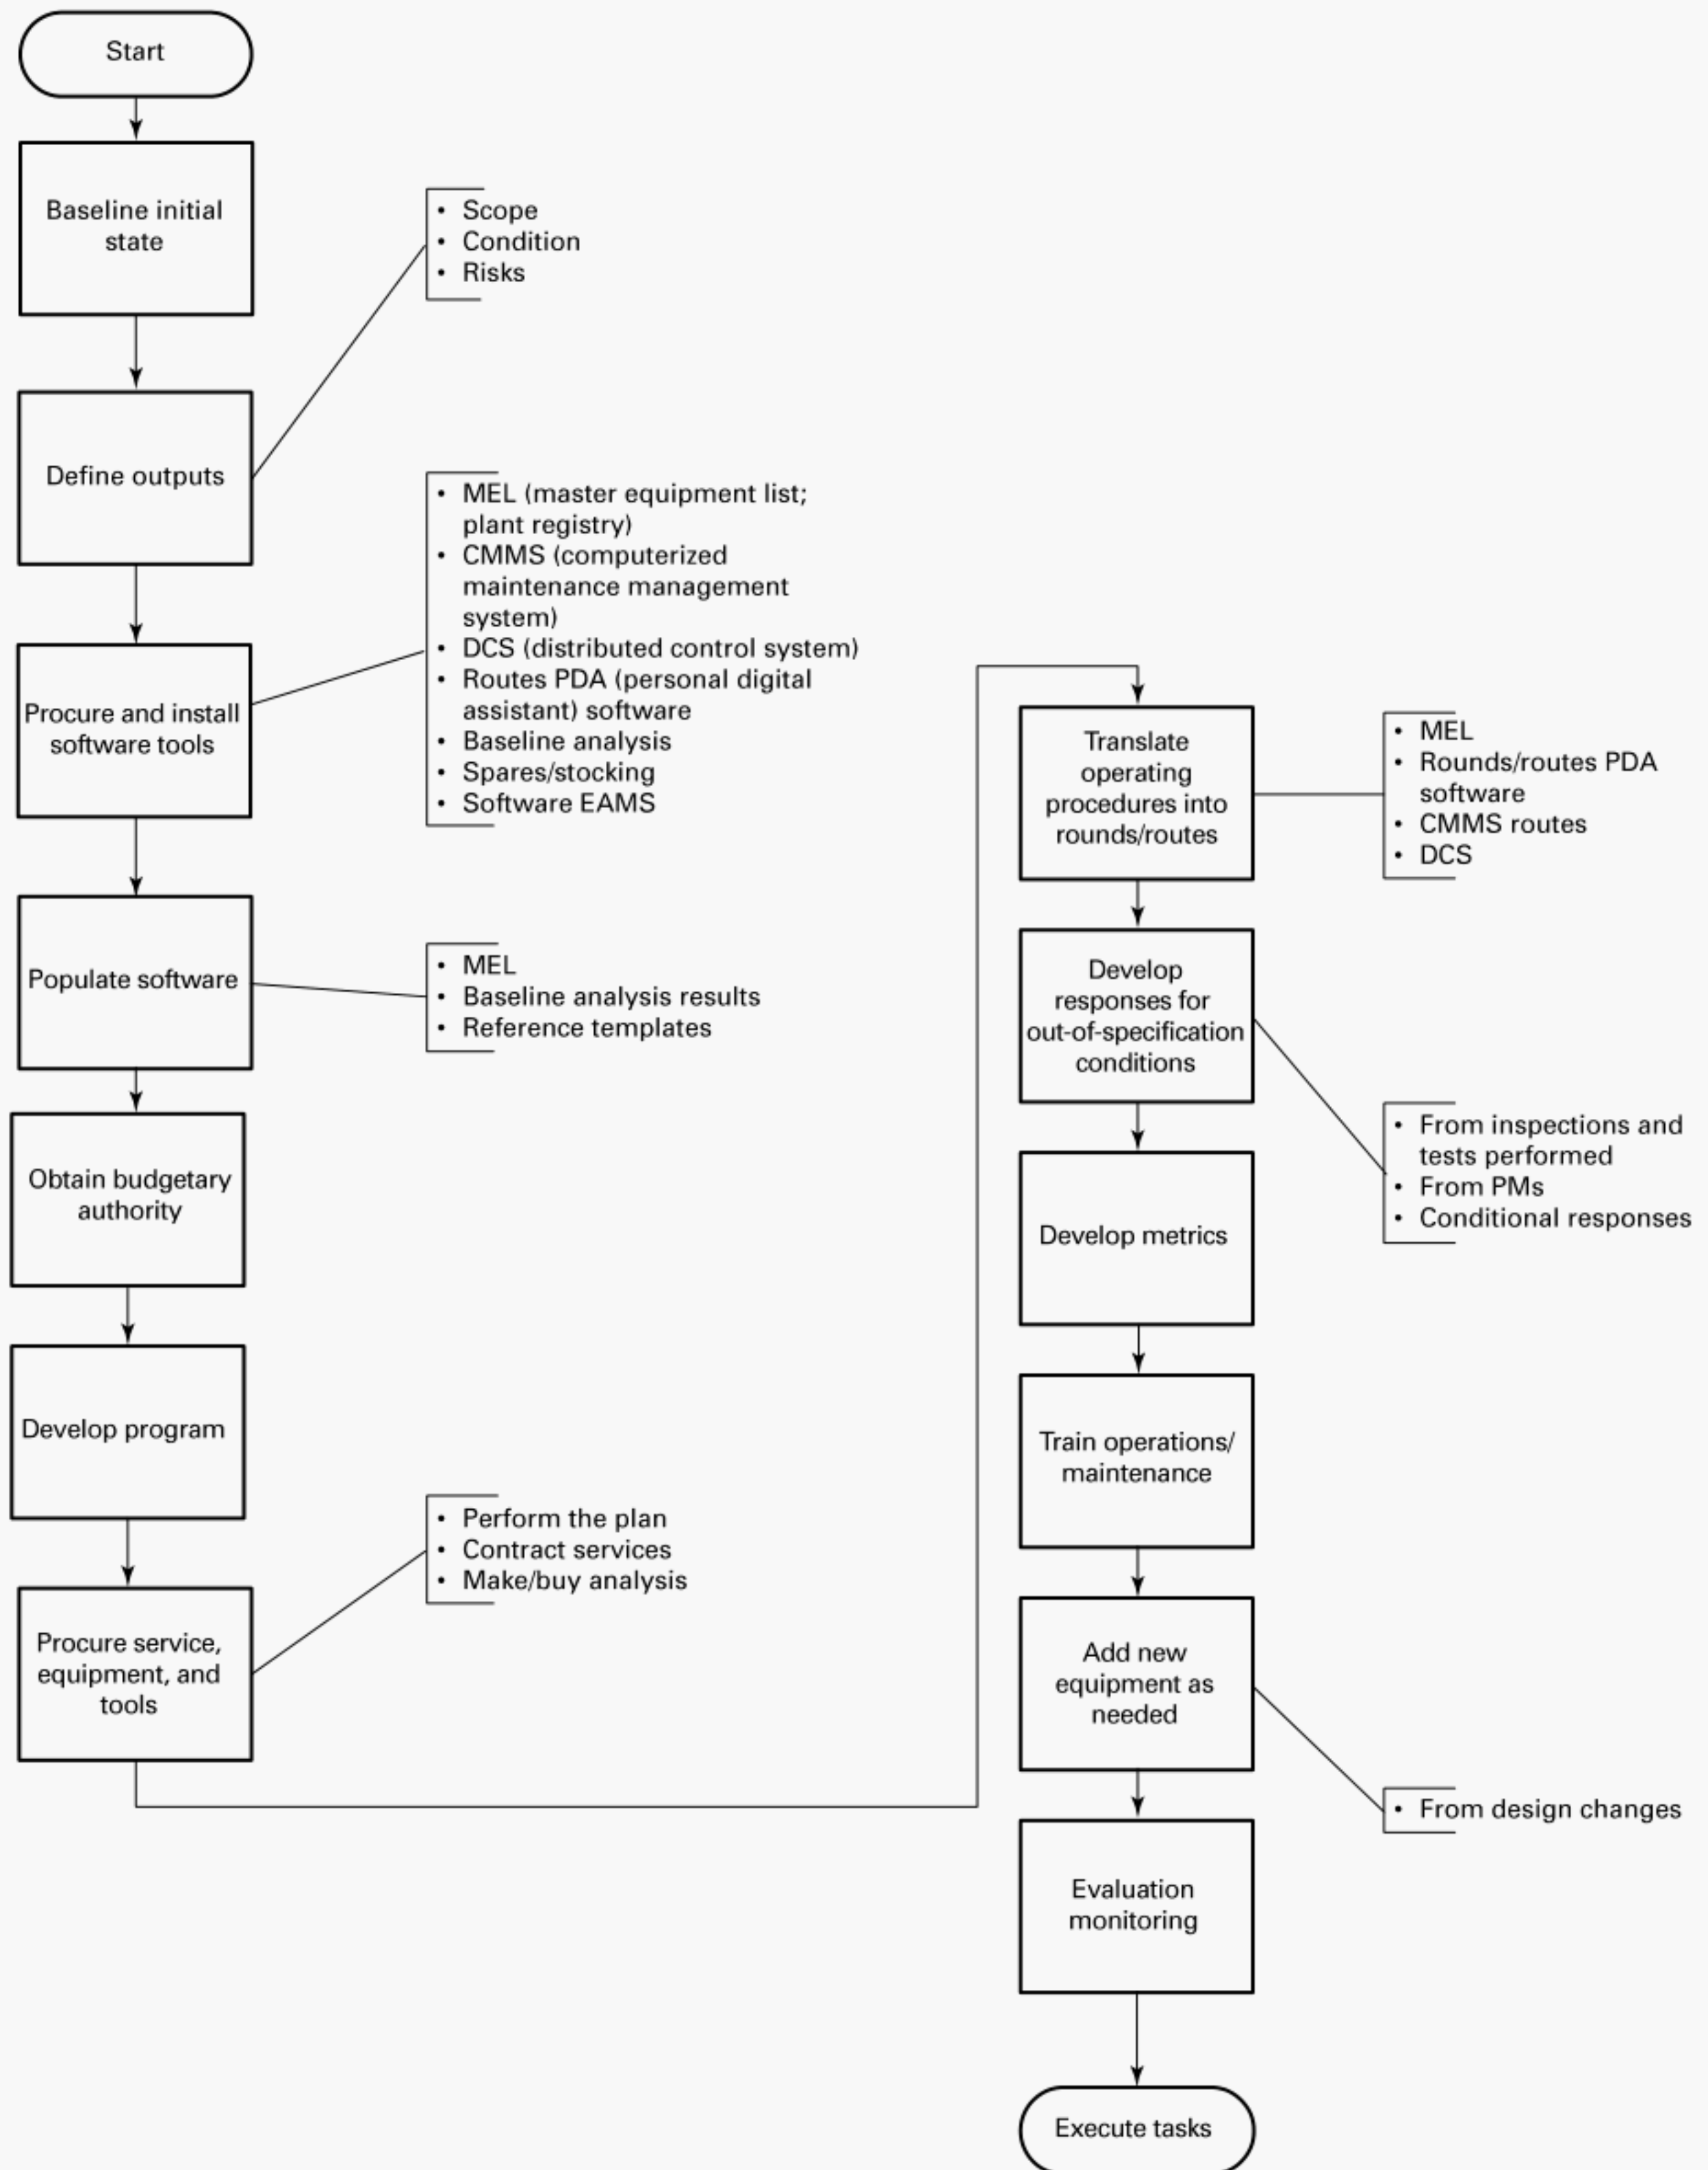 Start
Baseline initial
state
• Scope
• Condition
• Risks
Define outputs
• MEL (master equipment list;
plant registry)
• CMMS (computerized
maintenance management
system)
• DCS (distributed control system)
• Routes PDA (personal digital
assistant) software
• Baseline analysis
• Spares/stocking
• Software EAMS
Procure and install
software tools
Populate software
• MEL
• Baseline analysis results
• Reference templates
Obtain budgetary
authority
Develop program
• Perform the plan
• Contract services
• Make/buy analysis
Procure service,
equipment, and
tools
Translate
operating
procedures into
rounds/routes
• MEL
• Rounds/routes PDA
software
• CMMS routes
• DCS
Develop
responses for
out-of-specification
conditions
• From inspections and
tests performed
• From PMs
• Conditional responses
Develop metrics
Train operations/
maintenance
Add new
equipment as
needed
• From design changes
Evaluation
monitoring
Execute tasks